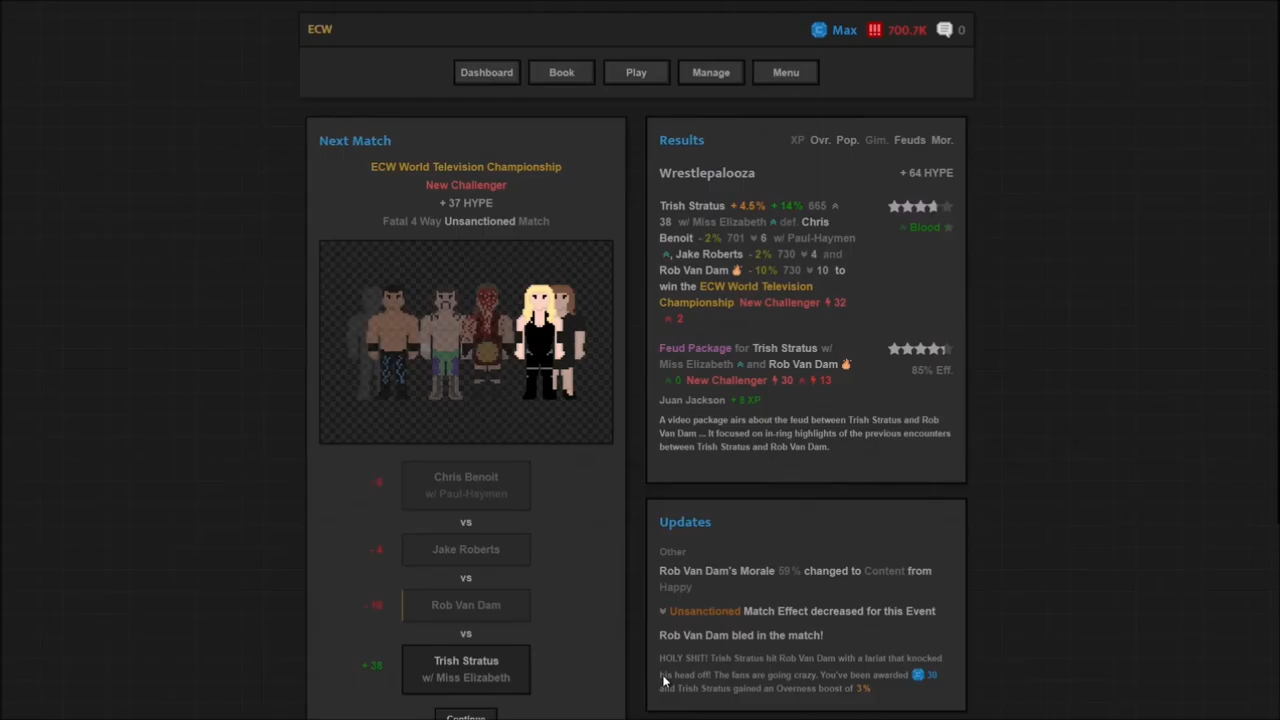 ECW
Max 700.7K 0
Dashboard Book Play Manage Menu
Next Match
ECW World Television Championship
New Challenger
+ 37 HYPE
Fatal 4 Way Unsanctioned Match
Chris Benoit
w/ Paul-Haymen
vs
- 4 Jake Roberts
vs
Rob Van Dam
vs
+ 38 Trish Stratus
w/ Miss Elizabeth
Continue
Results XP Ovr. Pop. Gim. Feuds Mor.
Wrestlepalooza + 64 HYPE
Trish Stratus + 4.5% + 14% 665
38 w/ Miss Elizabeth def. Chris
Blood
Benoit - 2% 701 6 w/ Paul-Haymen
, Jake Roberts - 2% 730 4 and
Rob Van Dam - 10% 730 10 to
win the ECW World Television
Championship New Challenger 32
2
Feud Package for Trish Stratus w/
Miss Elizabeth and Rob Van Dam
85% Eff.
0 New Challenger 30 13
Juan Jackson + 8 XP
A video package airs about the feud between Trish Stratus and Rob
Van Dam ... It focused on in-ring highlights of the previous encounters
between Trish Stratus and Rob Van Dam.
Updates
Other
Rob Van Dam's Morale 59% changed to Content from
Happy
Unsanctioned Match Effect decreased for this Event
Rob Van Dam bled in the match!
HOLY SHIT! Trish Stratus hit Rob Van Dam with a lariat that knocked
his head off! The fans are going crazy. You've been awarded 30
and Trish Stratus gained an Overness boost of 3%